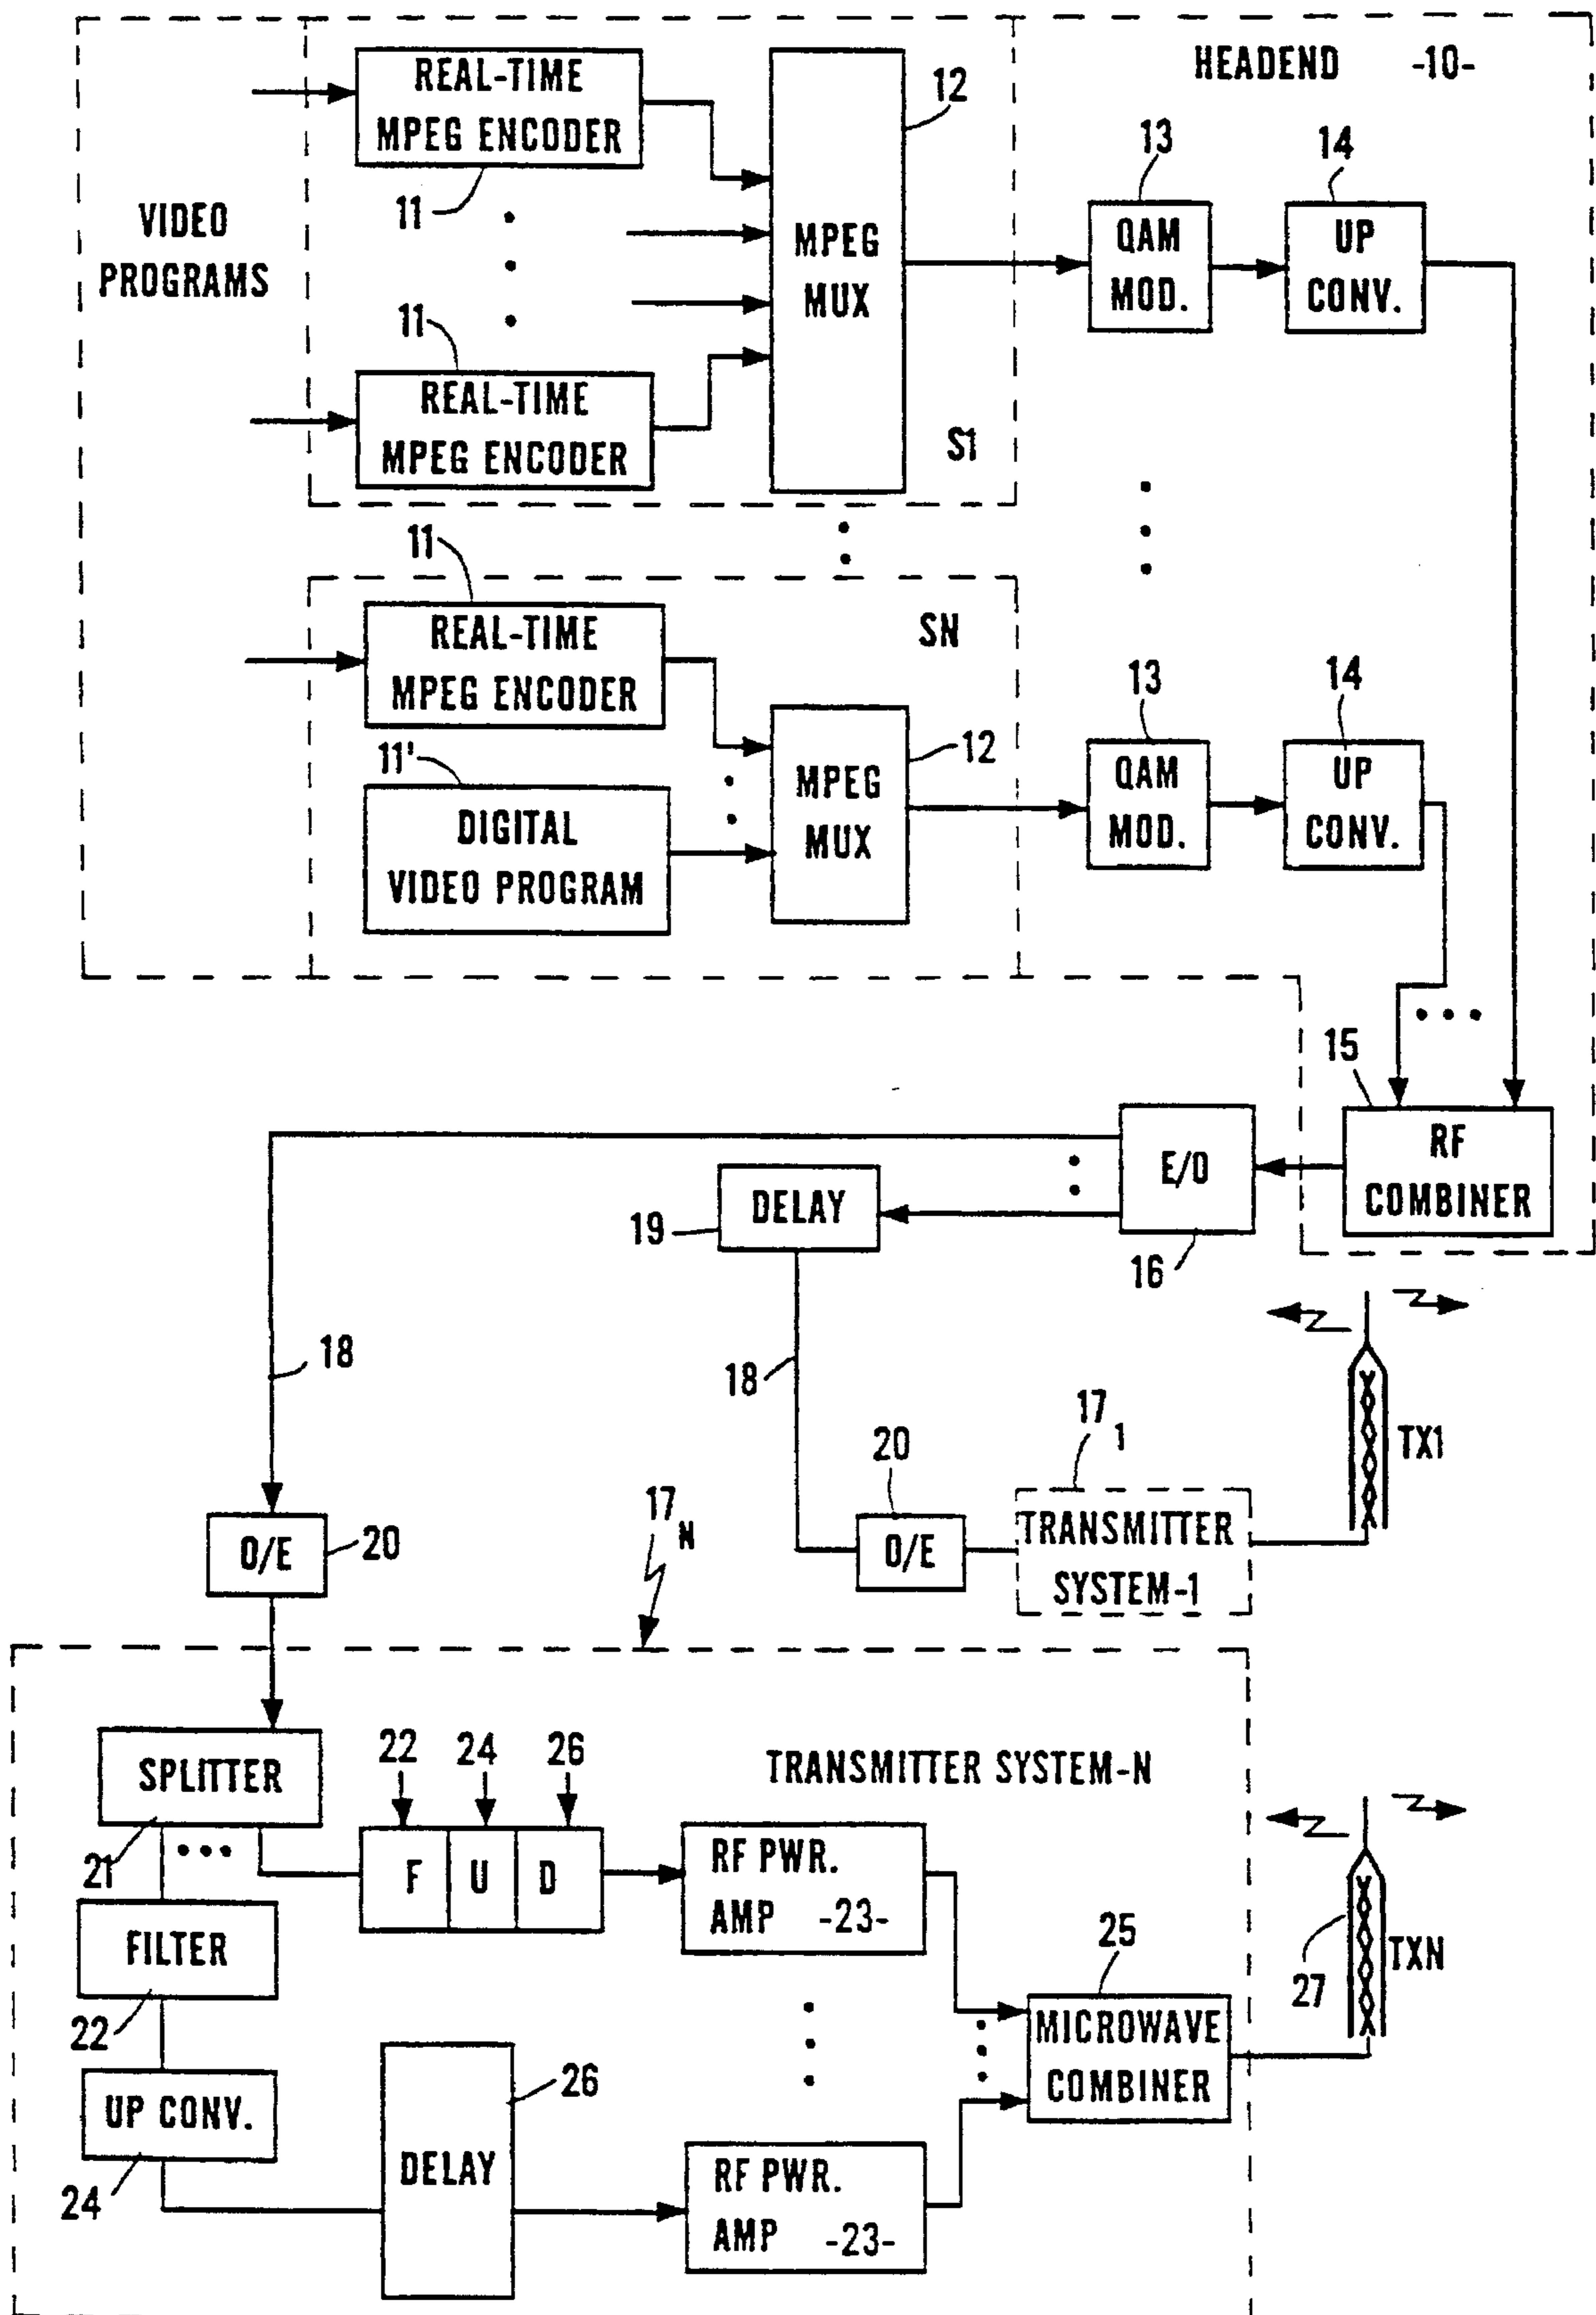 HEADEND -10-
REAL-TIME
MPEG ENCODER
11
12
13
14
VIDEO
PROGRAMS
MPEG
MUX
QAM
MOD.
UP
CONV.
11
REAL-TIME
MPEG ENCODER
S1
11
REAL-TIME
MPEG ENCODER
SN
13
14
11'
DIGITAL
VIDEO PROGRAM
MPEG
MUX
12
QAM
MOD.
UP
CONV.
15
RF
COMBINER
E/O
16
DELAY
19
18
18
17 1
20
O/E
TRANSMITTER
SYSTEM-1
TX1
O/E
20
17 N
SPLITTER
21
22
24
26
TRANSMITTER SYSTEM-N
F
U
D
RF PWR.
AMP -23-
FILTER
22
25
MICROWAVE
COMBINER
27
TXN
UP CONV.
24
26
DELAY
RF PWR.
AMP -23-